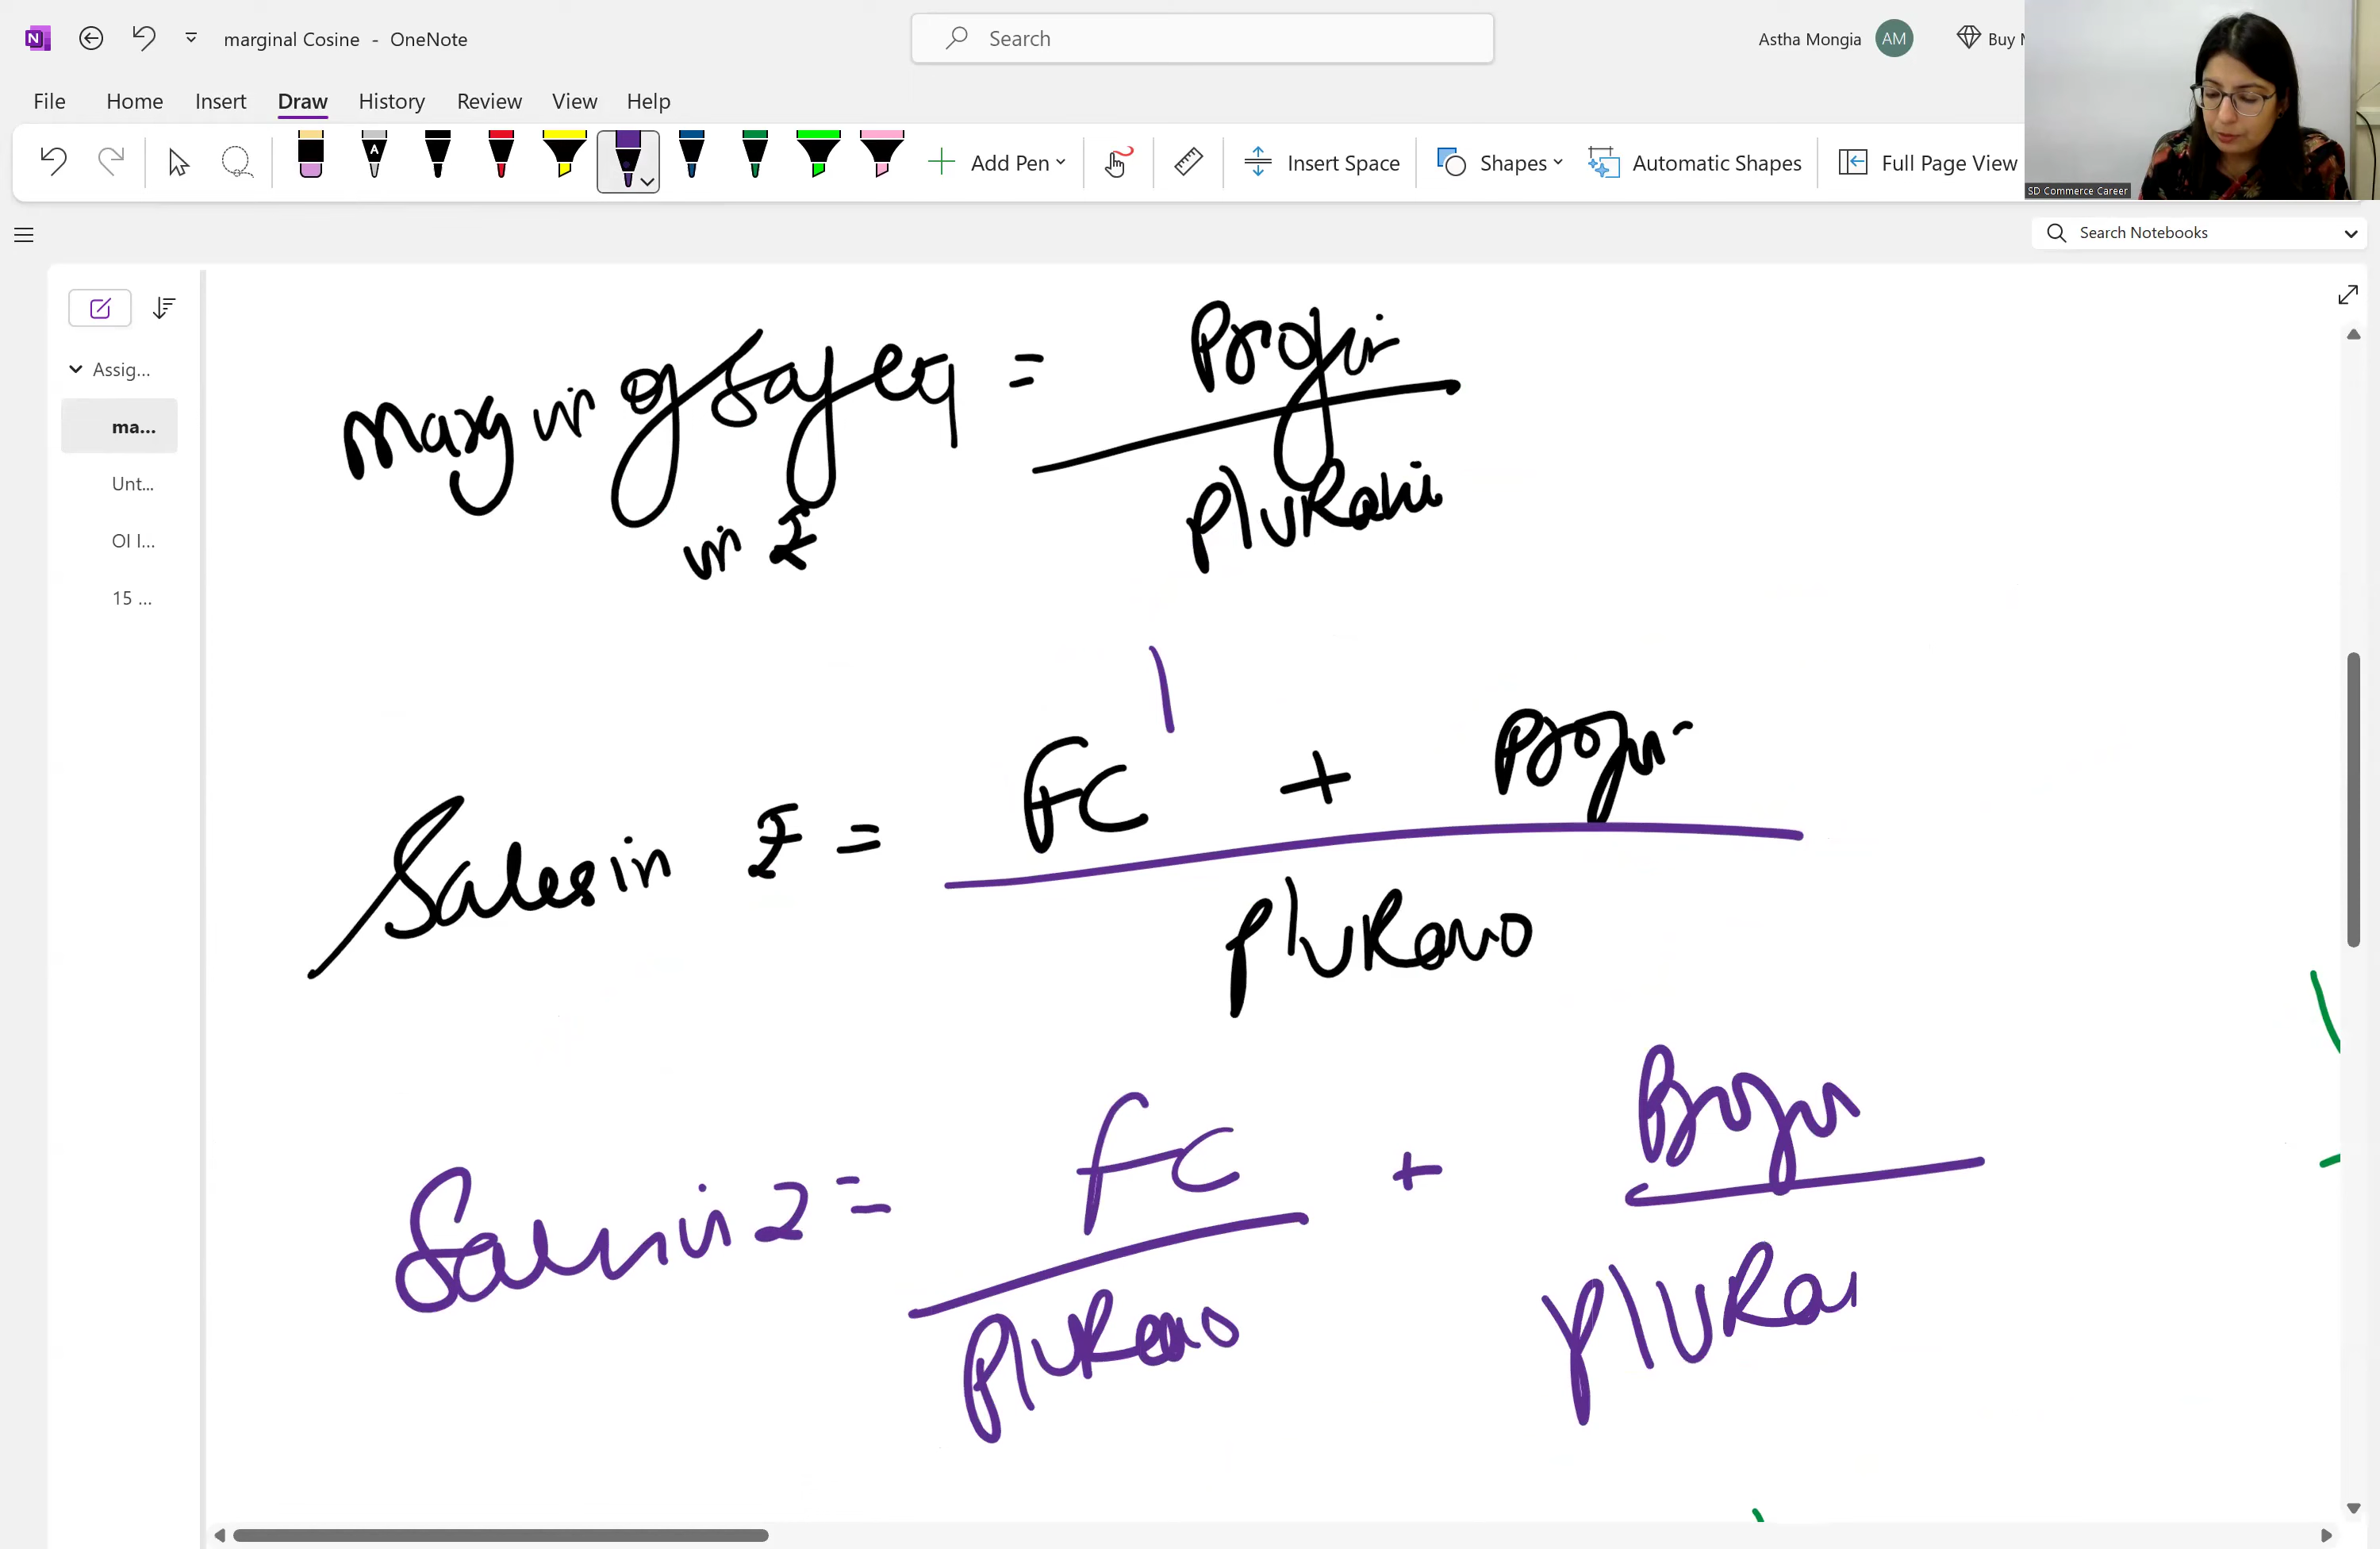 marginal Cosine - OneNote
Search
Astha Mongia AM
Buy
File Home Insert Draw History Review View Help
Add Pen Insert Space Shapes Automatic Shapes Full Page View
SD Commerce Career
Search Notebooks
Assig...
ma...
Unt...
OI I...
15 ...
Margin of Safety = Profit
in ₹ P/V Ratio
FC + Profit
Sales in ₹ =
P/V Ratio
Sales in ₹ = FC + Profit
P/V Ratio P/V Rat